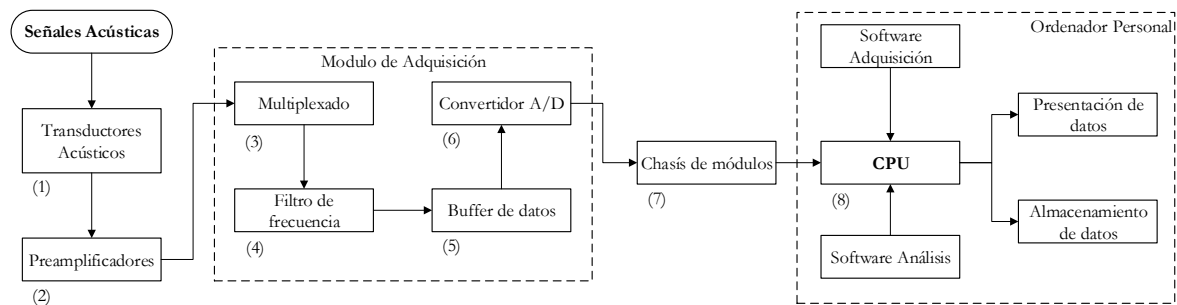 Señales Acústicas
Transductores
Acústicos
(1)
Preamplificadores
(2)
Modulo de Adquisición
Multiplexado
(3)
Filtro de
frecuencia
(4)
Buffer de datos
(5)
Convertidor A/D
(6)
Chasís de módulos
(7)
Ordenador Personal
Software
Adquisición
CPU
(8)
Software Análisis
Presentación de
datos
Almacenamiento
de datos